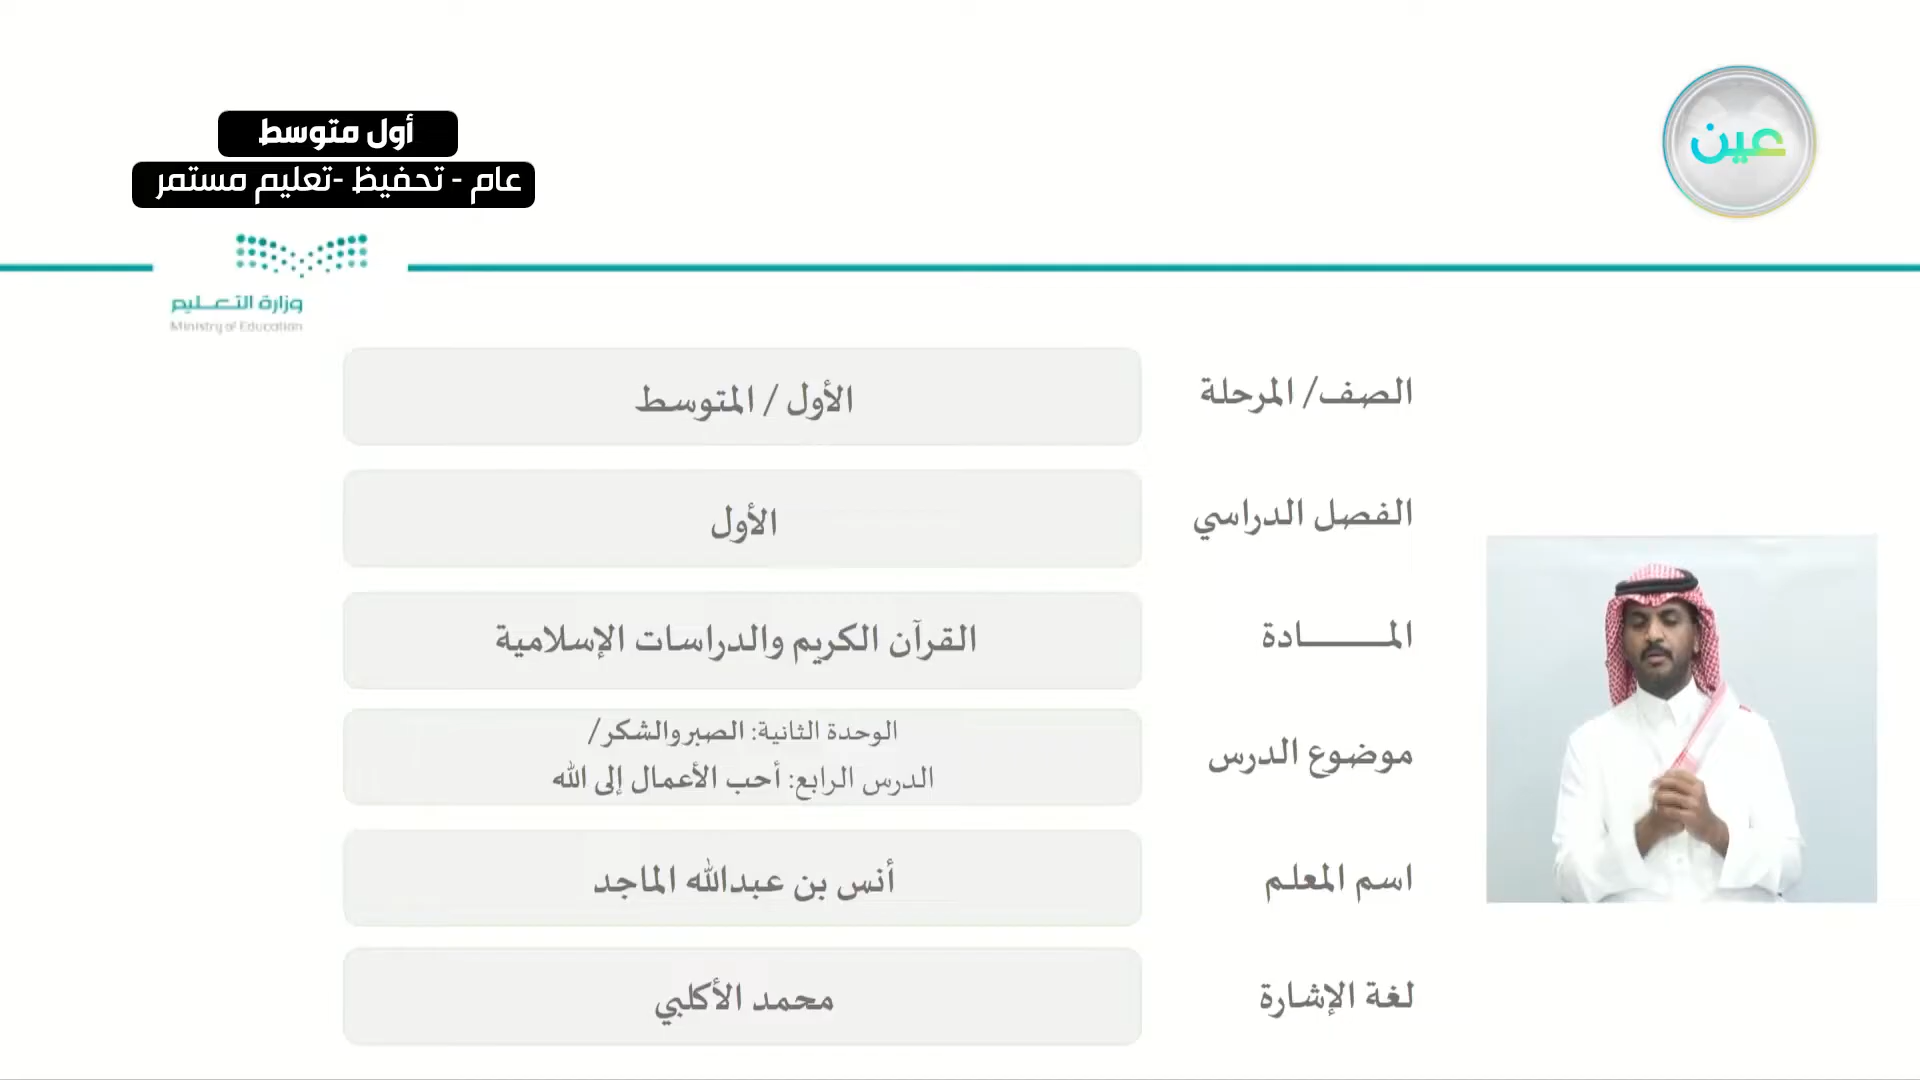 أول متوسط
عام - تحفيظ -تعليم مستمر
عين
وزارة التعـــليم
Ministry of Education
الصف/ المرحلة
الأول / المتوسط
الفصل الدراسي
الأول
المـــــــــادة
القرآن الكريم والدراسات الإسلامية
موضوع الدرس
الوحدة الثانية: الصبر والشكر/
الدرس الرابع: أحب الأعمال إلى الله
اسم المعلم
أنس بن عبدالله الماجد
لغة الإشارة
محمد الأكلبي